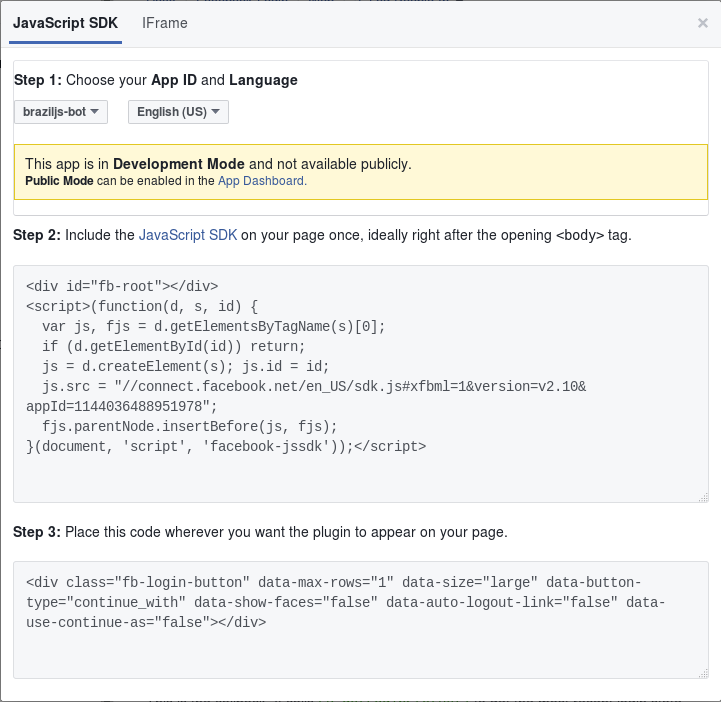 JavaScript SDK IFrame ×
Step 1: Choose your App ID and Language
braziljs-bot English (US)
This app is in Development Mode and not available publicly.
Public Mode can be enabled in the App Dashboard.
Step 2: Include the JavaScript SDK on your page once, ideally right after the opening <body> tag.
<div id="fb-root"></div>
<script>(function(d, s, id) {
  var js, fjs = d.getElementsByTagName(s)[0];
  if (d.getElementById(id)) return;
  js = d.createElement(s); js.id = id;
  js.src = "//connect.facebook.net/en_US/sdk.js#xfbml=1&version=v2.10&
appId=1144036488951978";
  fjs.parentNode.insertBefore(js, fjs);
}(document, 'script', 'facebook-jssdk'));</script>
Step 3: Place this code wherever you want the plugin to appear on your page.
<div class="fb-login-button" data-max-rows="1" data-size="large" data-button-
type="continue_with" data-show-faces="false" data-auto-logout-link="false" data-
use-continue-as="false"></div>